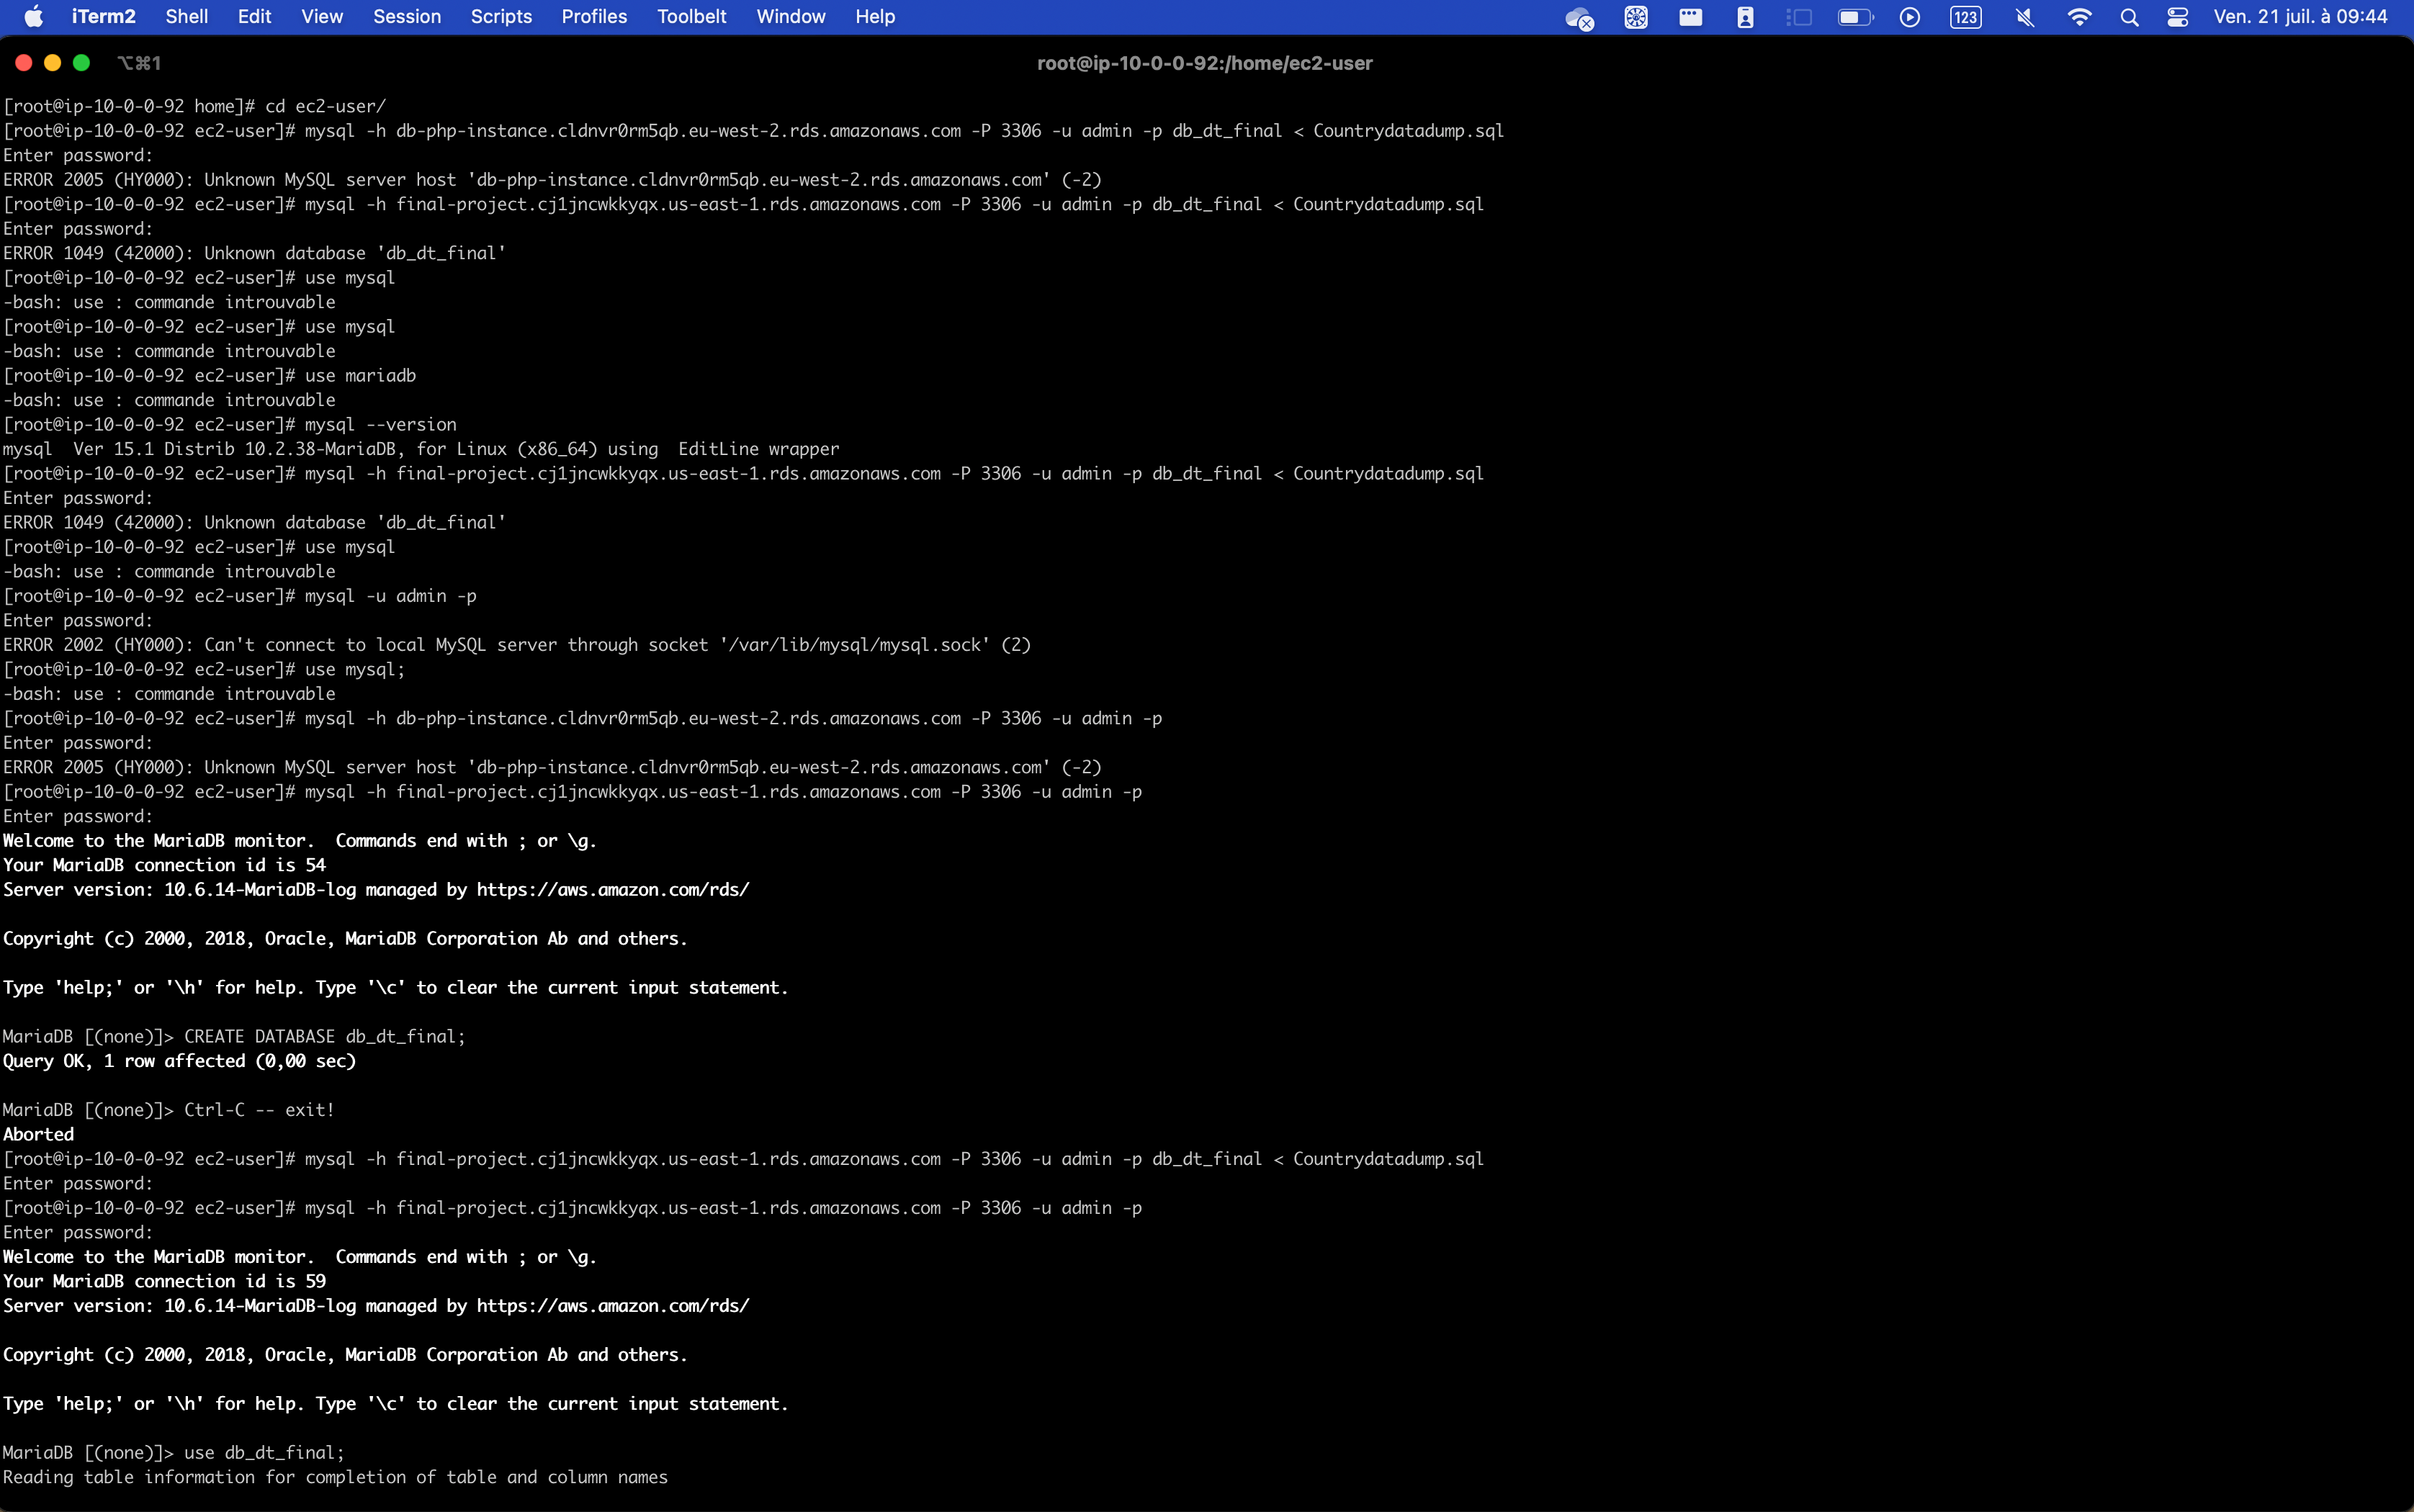 iTerm2 Shell Edit View Session Scripts Profiles Toolbelt Window Help 123 Ven. 21 juil. à 09:44
⌥⌘1 root@ip-10-0-0-92:/home/ec2-user
[root@ip-10-0-0-92 home]# cd ec2-user/
[root@ip-10-0-0-92 ec2-user]# mysql -h db-php-instance.cldnvr0rm5qb.eu-west-2.rds.amazonaws.com -P 3306 -u admin -p db_dt_final < Countrydatadump.sql
Enter password:
ERROR 2005 (HY000): Unknown MySQL server host 'db-php-instance.cldnvr0rm5qb.eu-west-2.rds.amazonaws.com' (-2)
[root@ip-10-0-0-92 ec2-user]# mysql -h final-project.cj1jncwkkyqx.us-east-1.rds.amazonaws.com -P 3306 -u admin -p db_dt_final < Countrydatadump.sql
Enter password:
ERROR 1049 (42000): Unknown database 'db_dt_final'
[root@ip-10-0-0-92 ec2-user]# use mysql
-bash: use : commande introuvable
[root@ip-10-0-0-92 ec2-user]# use mysql
-bash: use : commande introuvable
[root@ip-10-0-0-92 ec2-user]# use mariadb
-bash: use : commande introuvable
[root@ip-10-0-0-92 ec2-user]# mysql --version
mysql  Ver 15.1 Distrib 10.2.38-MariaDB, for Linux (x86_64) using  EditLine wrapper
[root@ip-10-0-0-92 ec2-user]# mysql -h final-project.cj1jncwkkyqx.us-east-1.rds.amazonaws.com -P 3306 -u admin -p db_dt_final < Countrydatadump.sql
Enter password:
ERROR 1049 (42000): Unknown database 'db_dt_final'
[root@ip-10-0-0-92 ec2-user]# use mysql
-bash: use : commande introuvable
[root@ip-10-0-0-92 ec2-user]# mysql -u admin -p
Enter password:
ERROR 2002 (HY000): Can't connect to local MySQL server through socket '/var/lib/mysql/mysql.sock' (2)
[root@ip-10-0-0-92 ec2-user]# use mysql;
-bash: use : commande introuvable
[root@ip-10-0-0-92 ec2-user]# mysql -h db-php-instance.cldnvr0rm5qb.eu-west-2.rds.amazonaws.com -P 3306 -u admin -p
Enter password:
ERROR 2005 (HY000): Unknown MySQL server host 'db-php-instance.cldnvr0rm5qb.eu-west-2.rds.amazonaws.com' (-2)
[root@ip-10-0-0-92 ec2-user]# mysql -h final-project.cj1jncwkkyqx.us-east-1.rds.amazonaws.com -P 3306 -u admin -p
Enter password:
Welcome to the MariaDB monitor.  Commands end with ; or \g.
Your MariaDB connection id is 54
Server version: 10.6.14-MariaDB-log managed by https://aws.amazon.com/rds/
Copyright (c) 2000, 2018, Oracle, MariaDB Corporation Ab and others.
Type 'help;' or '\h' for help. Type '\c' to clear the current input statement.
MariaDB [(none)]> CREATE DATABASE db_dt_final;
Query OK, 1 row affected (0,00 sec)
MariaDB [(none)]> Ctrl-C -- exit!
Aborted
[root@ip-10-0-0-92 ec2-user]# mysql -h final-project.cj1jncwkkyqx.us-east-1.rds.amazonaws.com -P 3306 -u admin -p db_dt_final < Countrydatadump.sql
Enter password:
[root@ip-10-0-0-92 ec2-user]# mysql -h final-project.cj1jncwkkyqx.us-east-1.rds.amazonaws.com -P 3306 -u admin -p
Enter password:
Welcome to the MariaDB monitor.  Commands end with ; or \g.
Your MariaDB connection id is 59
Server version: 10.6.14-MariaDB-log managed by https://aws.amazon.com/rds/
Copyright (c) 2000, 2018, Oracle, MariaDB Corporation Ab and others.
Type 'help;' or '\h' for help. Type '\c' to clear the current input statement.
MariaDB [(none)]> use db_dt_final;
Reading table information for completion of table and column names